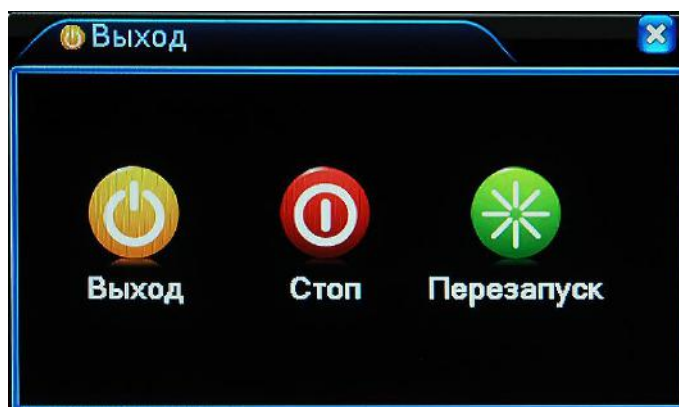 Выход
Выход Стоп Перезапуск